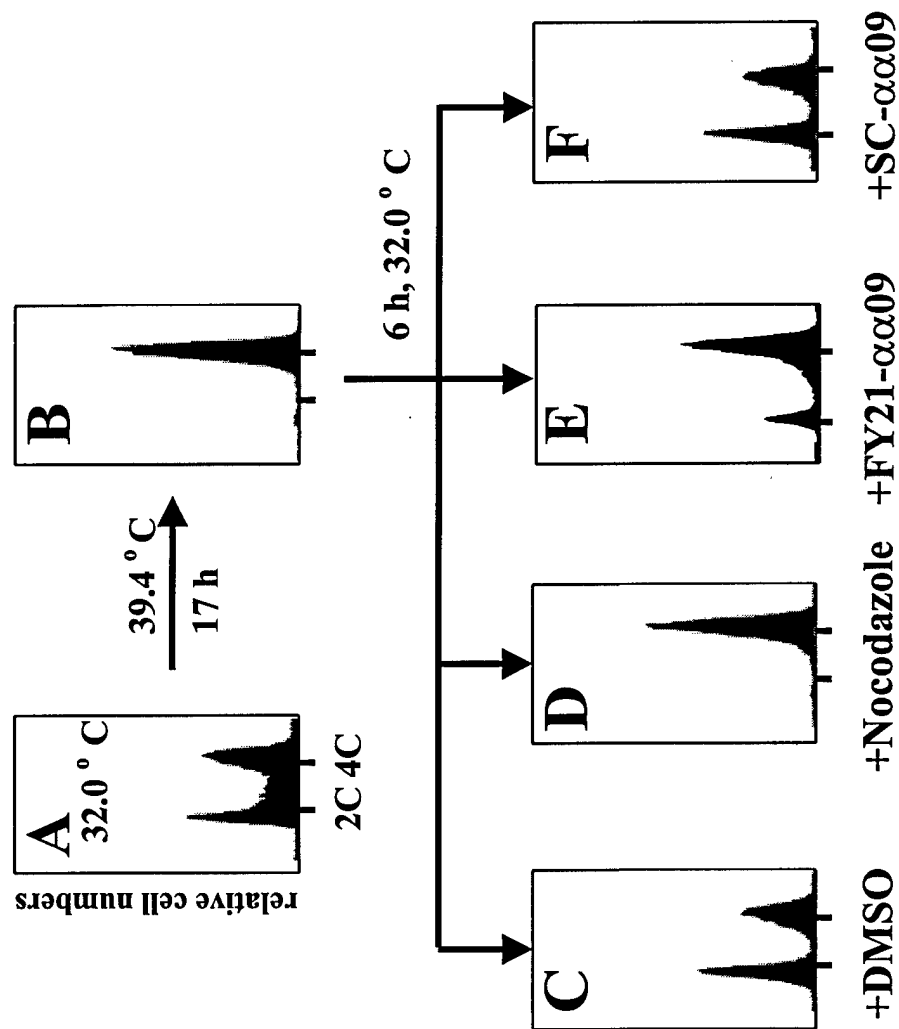 relative cell numbers
A
32.0 ° C
2C 4C
39.4 ° C
17 h
B
6 h, 32.0 ° C
C
+DMSO
D
+Nocodazole
E
+FY21-αα09
F
+SC-αα09